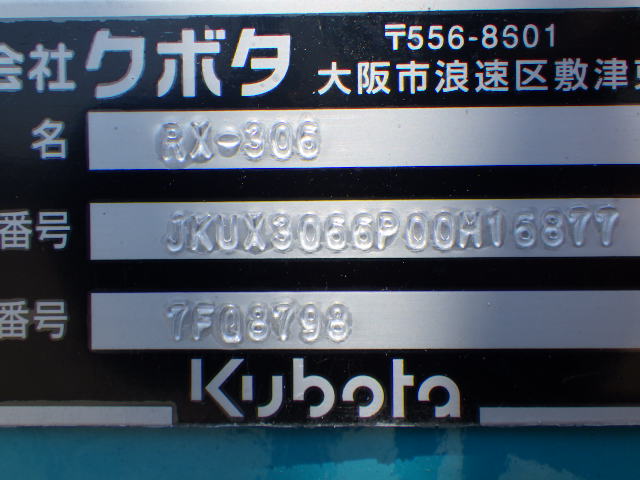 会社 クボタ
〒556-8601
大阪市浪速区敷津東
名 RX-306
番号 JKUX3066P00H16877
番号 7FQ8798
Kubota